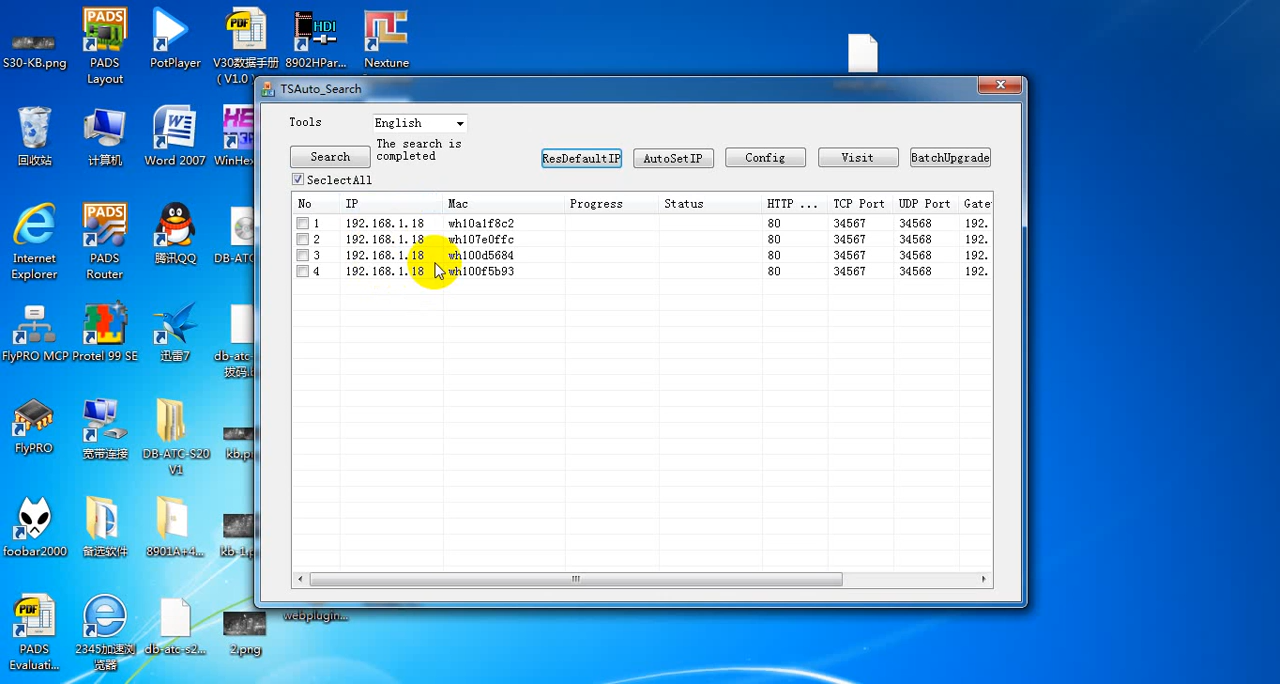 S30-KB.png
PADS
Layout
PotPlayer
V30数据手册
(V1.0
8902HPar...
Nextune
回收站
计算机
Word 2007
WinHex
Internet
Explorer
PADS
Router
腾讯QQ
DB-ATC
FlyPRO MCP
Protel 99 SE
迅雷7
db-atc-
拔码
FlyPRO
宽带连接
DB-ATC-S20
V1
kb.p
foobar2000
备选软件
8901A+4...
kb-1.p
PADS
Evaluati...
2345加速浏
览器
db-atc-s2...
2.png
webplugin...
TSAuto_Search
Tools
English
Search
The search is
completed
ResDefaultIP
AutoSetIP
Config
Visit
BatchUpgrade
SeclectAll
No IP Mac Progress Status HTTP ... TCP Port UDP Port Gate
1 192.168.1.18 wh10a1f8c2 80 34567 34568 192.
2 192.168.1.18 wh107e0ffc 80 34567 34568 192.
3 192.168.1.18 wh100d5684 80 34567 34568 192.
4 192.168.1.18 wh100f5b93 80 34567 34568 192.